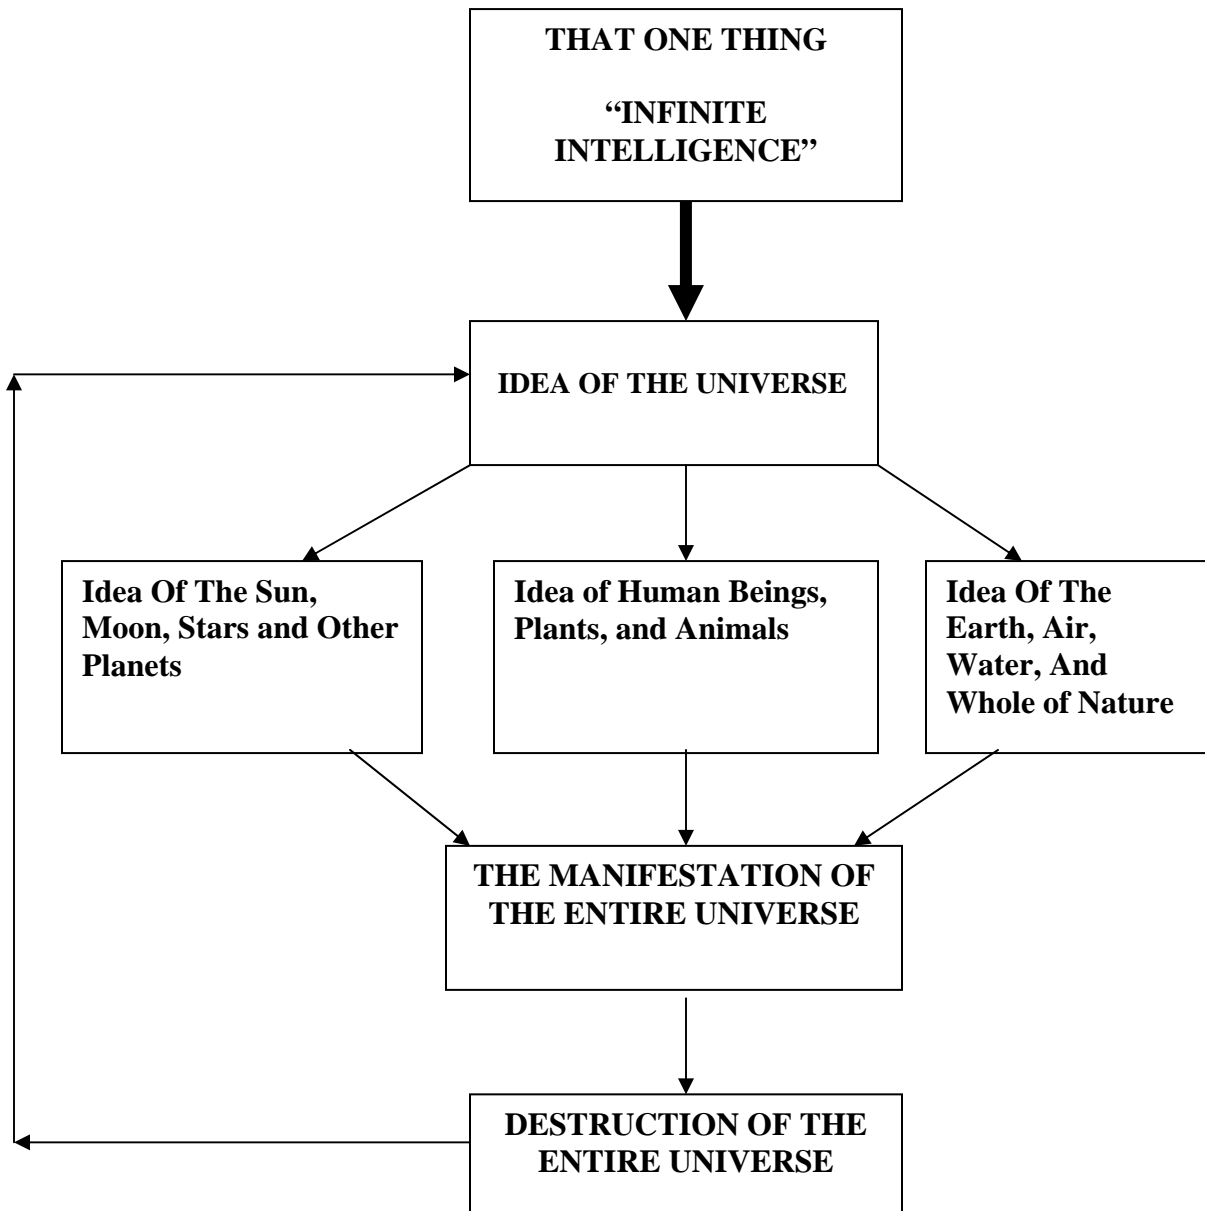 THAT ONE THING
“INFINITE
INTELLIGENCE”
IDEA OF THE UNIVERSE
Idea Of The Sun,
Moon, Stars and Other
Planets
Idea of Human Beings,
Plants, and Animals
Idea Of The
Earth, Air,
Water, And
Whole of Nature
THE MANIFESTATION OF
THE ENTIRE UNIVERSE
DESTRUCTION OF THE
ENTIRE UNIVERSE